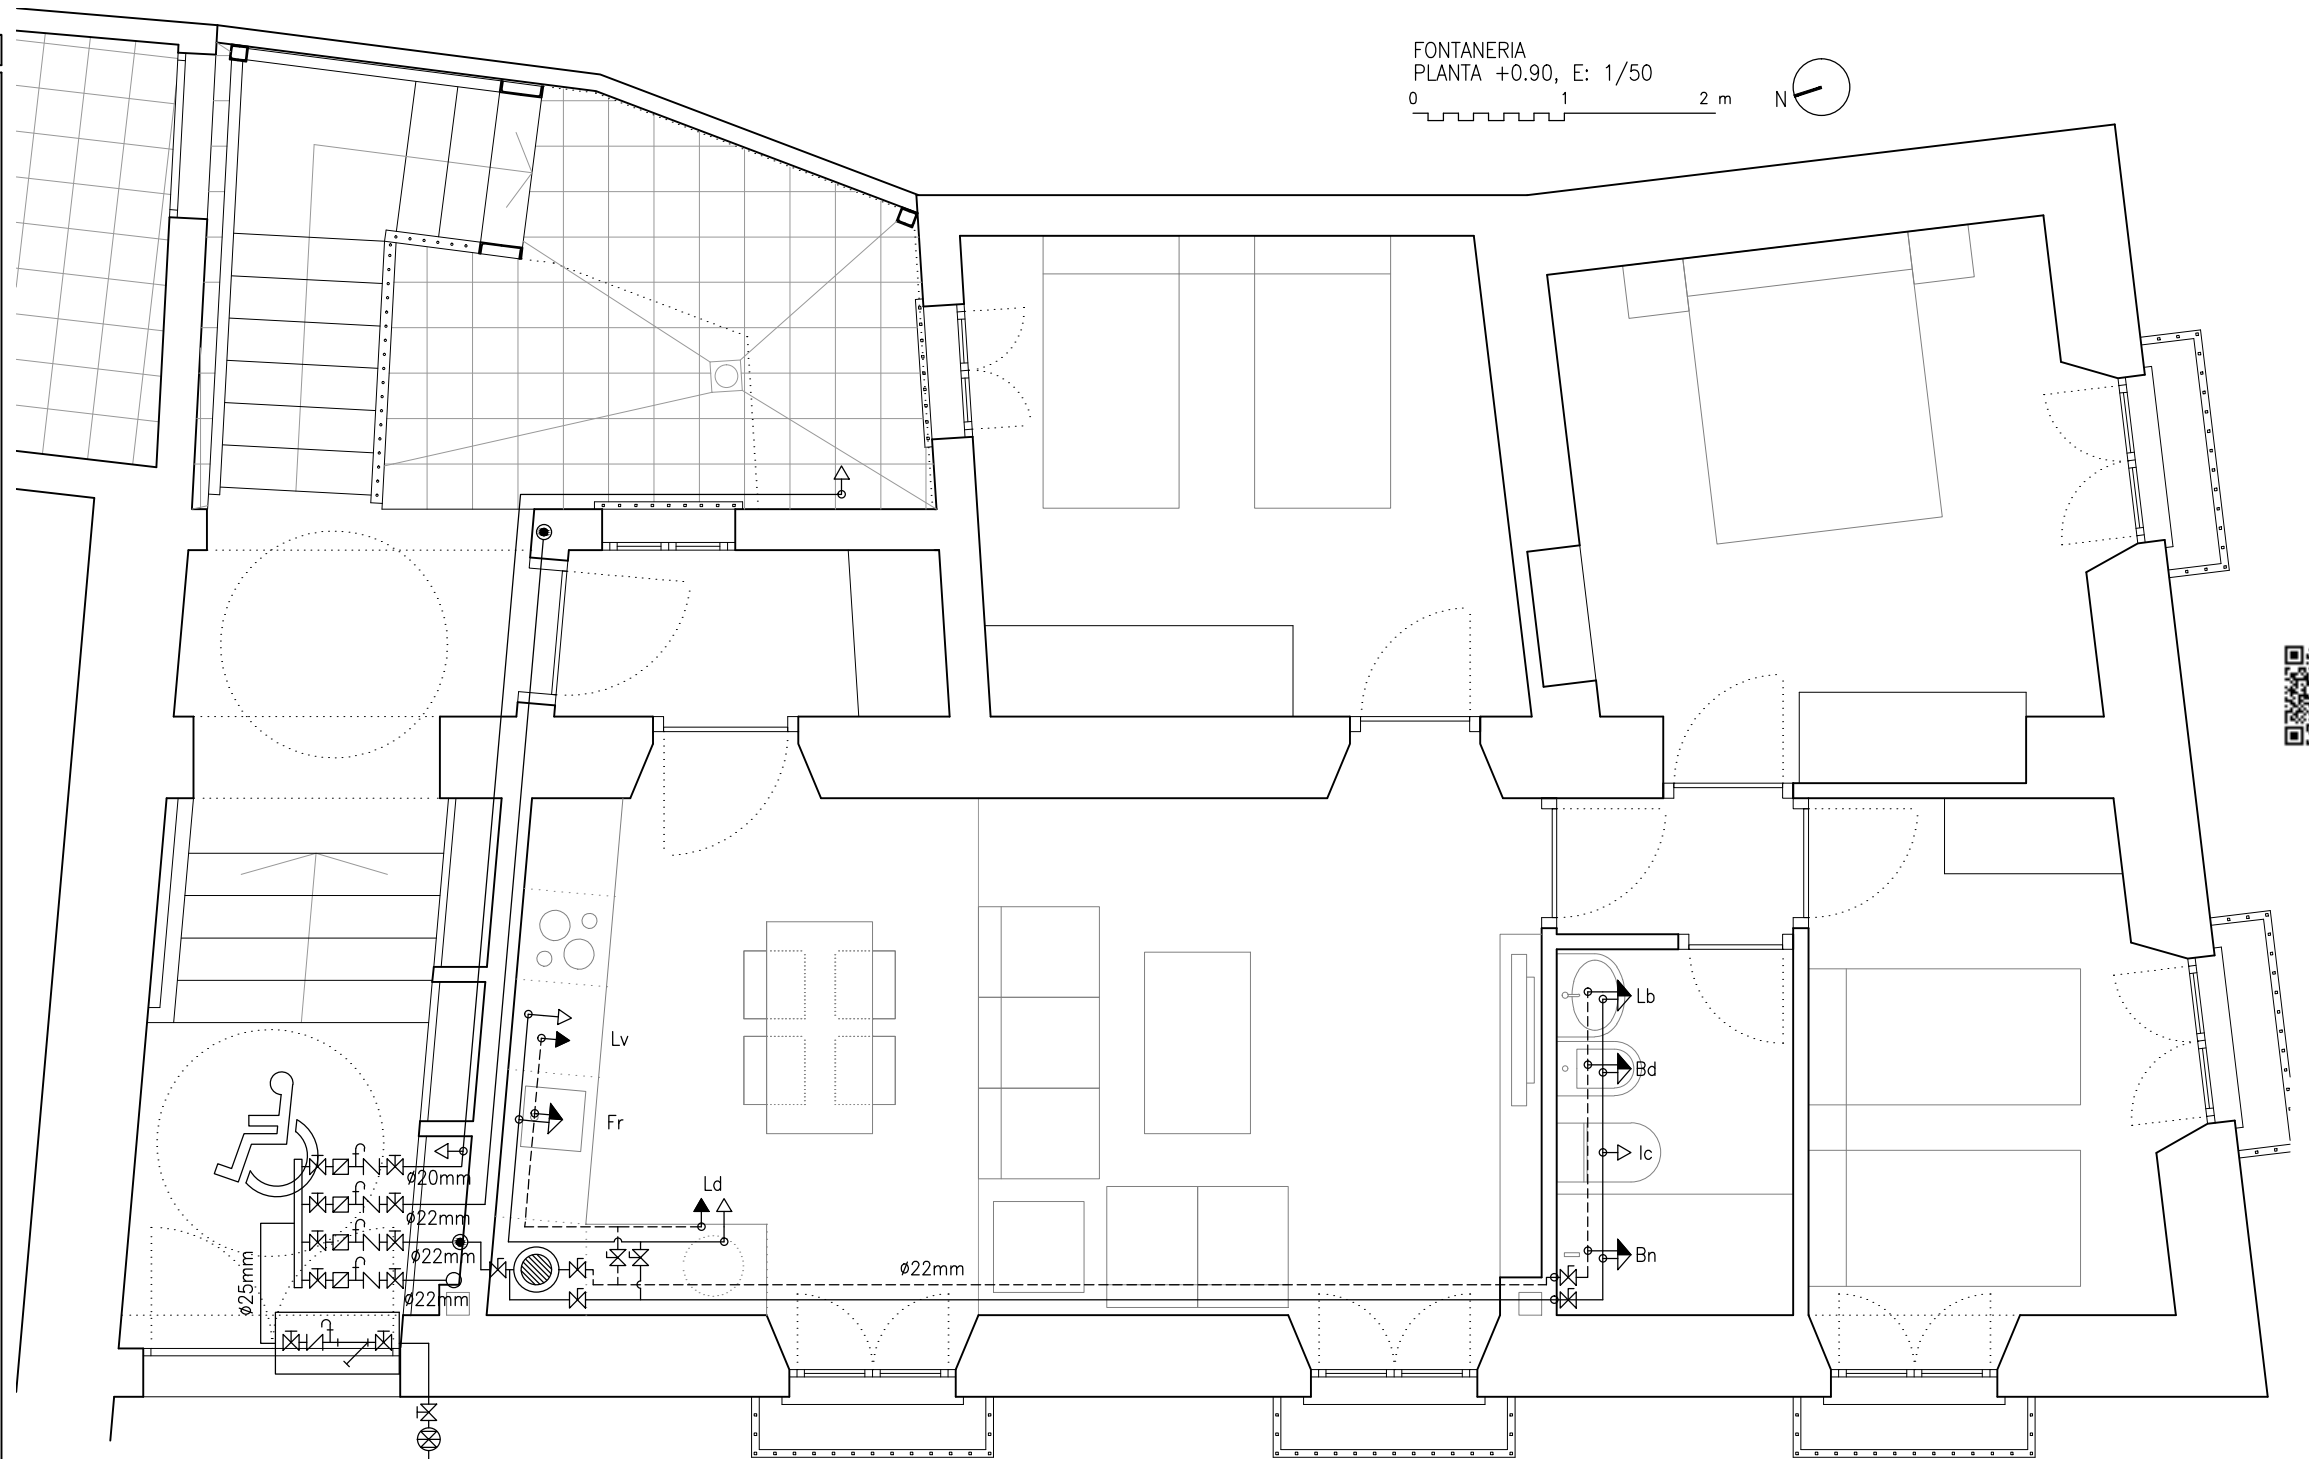 FONTANERIA
PLANTA +0.90, E: 1/50
0 1 2 m
N
Lb
Lv
Bd
Fr
Ic
ø20mm
Ld
ø22mm
ø22mm
Bn
ø25mm
ø22mm
ø22mm